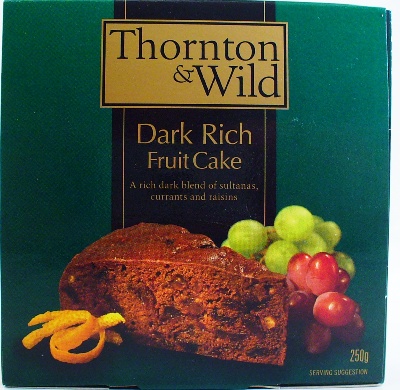 Thornton
& Wild
Dark Rich
Fruit Cake
A rich dark blend of sultanas,
currants and raisins
250g
SERVING SUGGESTION